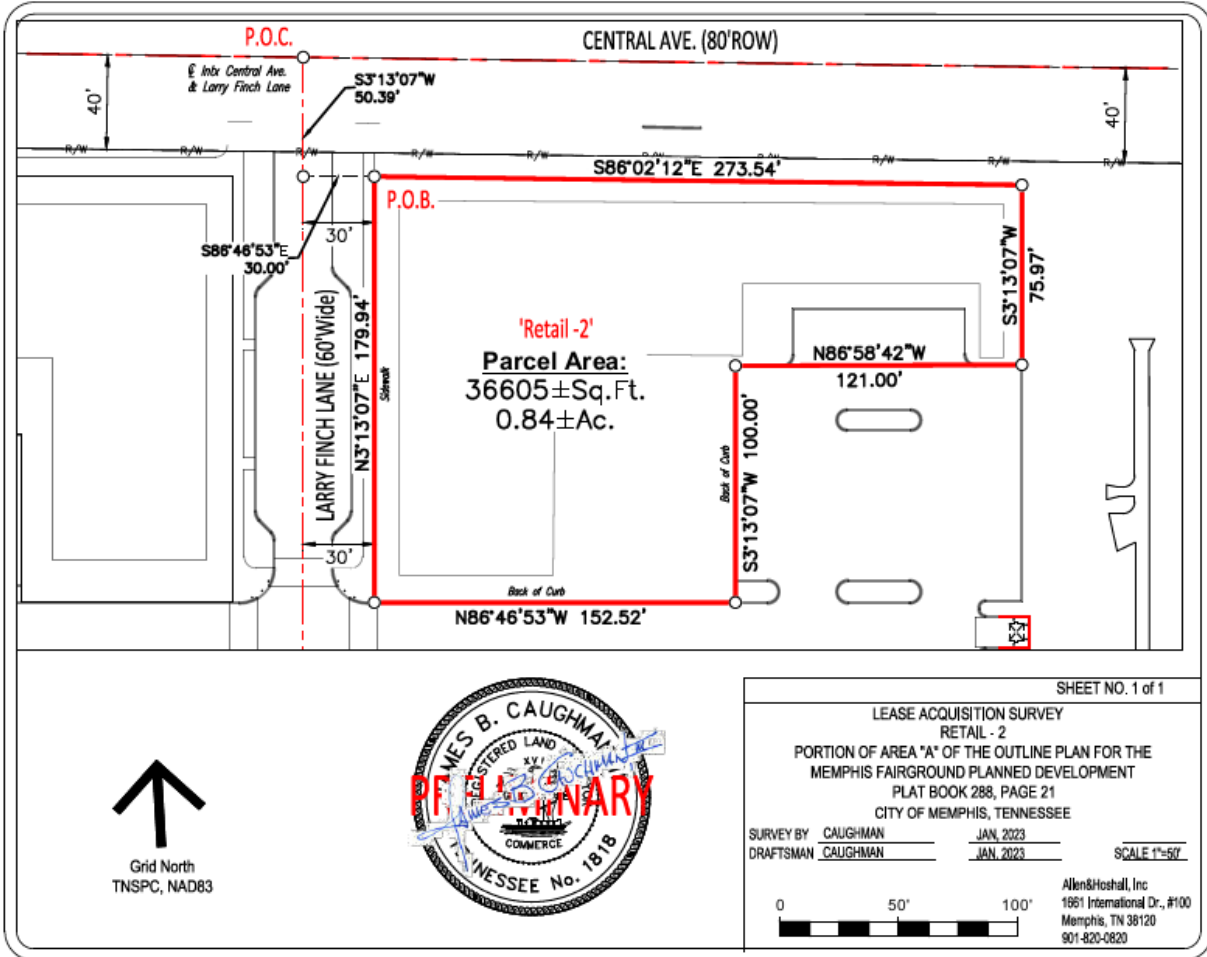 P.O.C.
CENTRAL AVE. (80'ROW)
℄ Intx Central Ave.
& Larry Finch Lane
S3°13'07"W
50.39'
40'
40'
R/W R/W R/W R/W R/W R/W R/W R/W
S86°02'12"E 273.54'
P.O.B.
30'
S86°46'53"E
30.00'
S3°13'07"W
75.97'
LARRY FINCH LANE (60'Wide)
N3°13'07"E 179.94'
Sidewalk
'Retail -2'
Parcel Area:
36605±Sq.Ft.
0.84±Ac.
N86°58'42"W
121.00'
Back of Curb
S3°13'07"W 100.00'
30'
Back of Curb
N86°46'53"W 152.52'
Grid North
TNSPC, NAD83
JAMES B. CAUGHMAN
REGISTERED LAND
XVI
PRELIMINARY
COMMERCE
TENNESSEE No. 1818
SHEET NO. 1 of 1
LEASE ACQUISITION SURVEY
RETAIL - 2
PORTION OF AREA "A" OF THE OUTLINE PLAN FOR THE
MEMPHIS FAIRGROUND PLANNED DEVELOPMENT
PLAT BOOK 288, PAGE 21
CITY OF MEMPHIS, TENNESSEE
SURVEY BY CAUGHMAN JAN, 2023
DRAFTSMAN CAUGHMAN JAN, 2023 SCALE 1"=50'
0 50' 100'
Allen&Hoshall, Inc
1661 International Dr., #100
Memphis, TN 38120
901-820-0820